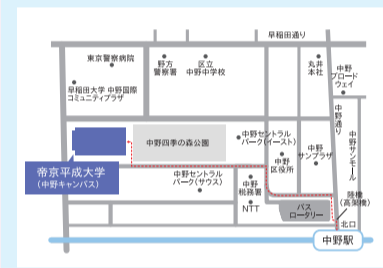 早稲田通り
東京警察病院
野方
警察署
区立
中野中学校
丸井
本社
中野
ブロード
ウェイ
早稲田大学 中野国際
コミュニティプラザ
中野通り
中野サンモール
中野四季の森公園
中野セントラル
パーク(イースト)
中野
区役所
中野
サンプラザ
帝京平成大学
(中野キャンパス)
中野セントラル
パーク(サウス)
中野
税務署
NTT
バス
ロータリー
陸橋
(高架橋)
北口
中野駅